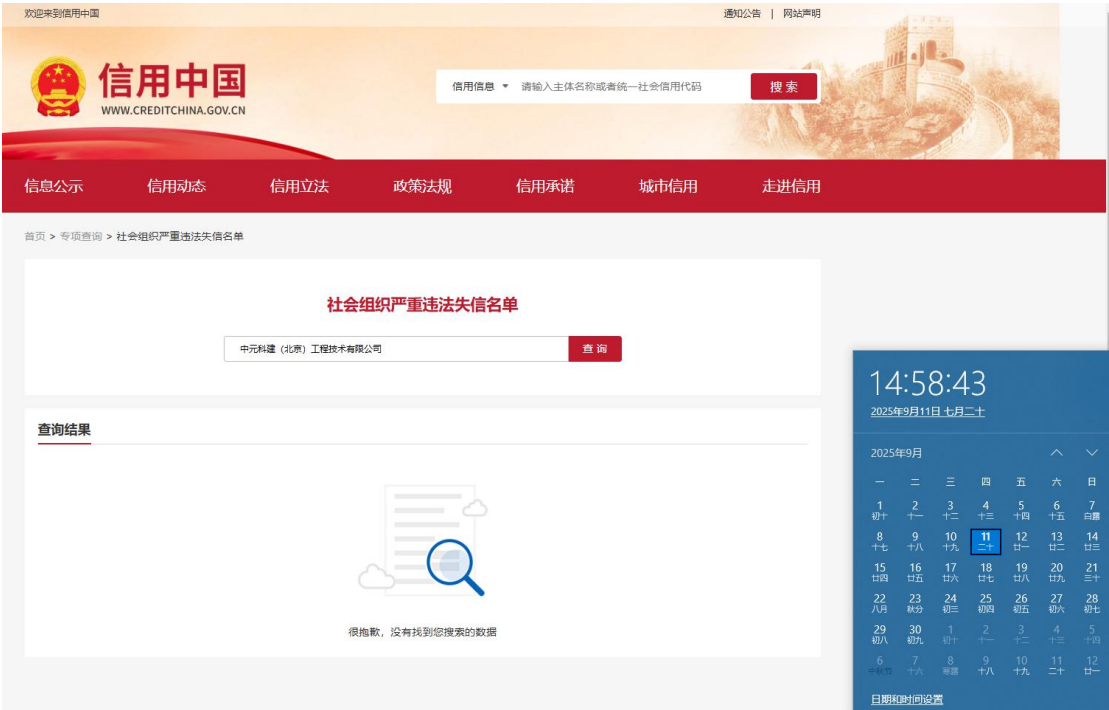 欢迎来到信用中国
通知公告 | 网站声明
信用中国
WWW.CREDITCHINA.GOV.CN
信用信息 请输入主体名称或者统一社会信用代码 搜索
信息公示 信用动态 信用立法 政策法规 信用承诺 城市信用 走进信用
首页 > 专项查询 > 社会组织严重违法失信名单
社会组织严重违法失信名单
中元科建（北京）工程技术有限公司 查询
查询结果
很抱歉，没有找到您搜索的数据
14:58:43
2025年9月11日 七月二十
2025年9月
一 二 三 四 五 六 日
1 2 3 4 5 6 7
初十 十一 十二 十三 十四 十五 白露
8 9 10 11 12 13 14
十七 十八 十九 二十 廿一 廿二 廿三
15 16 17 18 19 20 21
廿四 廿五 廿六 廿七 廿八 廿九 三十
22 23 24 25 26 27 28
八月 秋分 初三 初四 初五 初六 初七
29 30 1 2 3 4 5
初八 初九 初十 十一 十二 十三 十四
6 7 8 9 10 11 12
中秋节 十六 寒露 十八 十九 二十 廿一
日期和时间设置